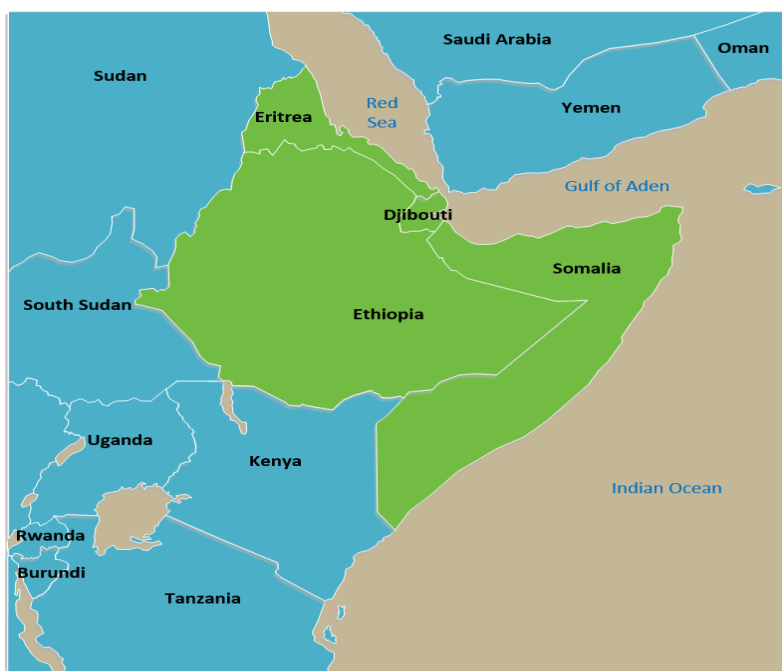 Saudi Arabia
Oman
Sudan
Red
Sea
Yemen
Eritrea
Gulf of Aden
Djibouti
Somalia
South Sudan
Ethiopia
Uganda
Kenya
Indian Ocean
Rwanda
Burundi
Tanzania